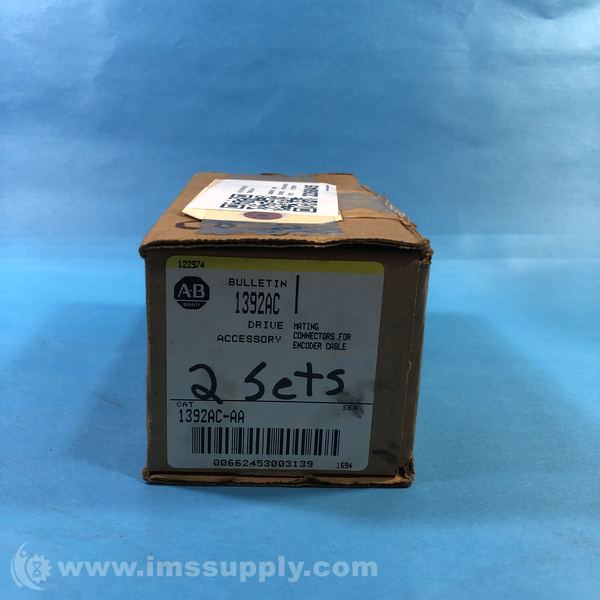 122974
A-B
QUALITY
BULLETIN
1392AC
DRIVE
ACCESSORY
MATING
CONNECTORS FOR
ENCODER CABLE
2 Sets
CAT
SER
1392AC-AA
00662453003139
1694
www.imssupply.com